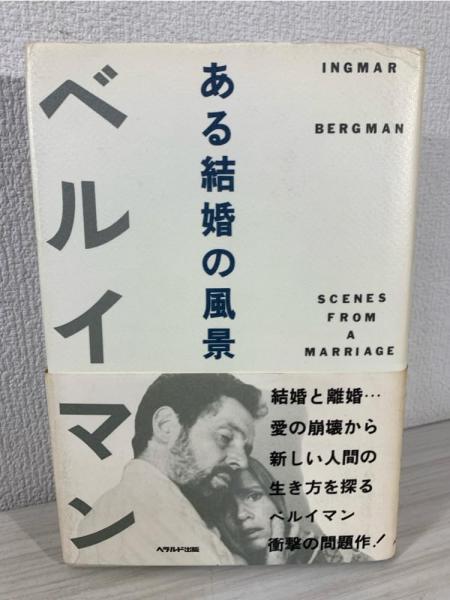 INGMAR
BERGMAN
ある結婚の風景
ベルイマン
SCENES
FROM
A
MARRIAGE
結婚と離婚…
愛の崩壊から
新しい人間の
生き方を探る
ベルイマン
衝撃の問題作!
ヘラルド出版